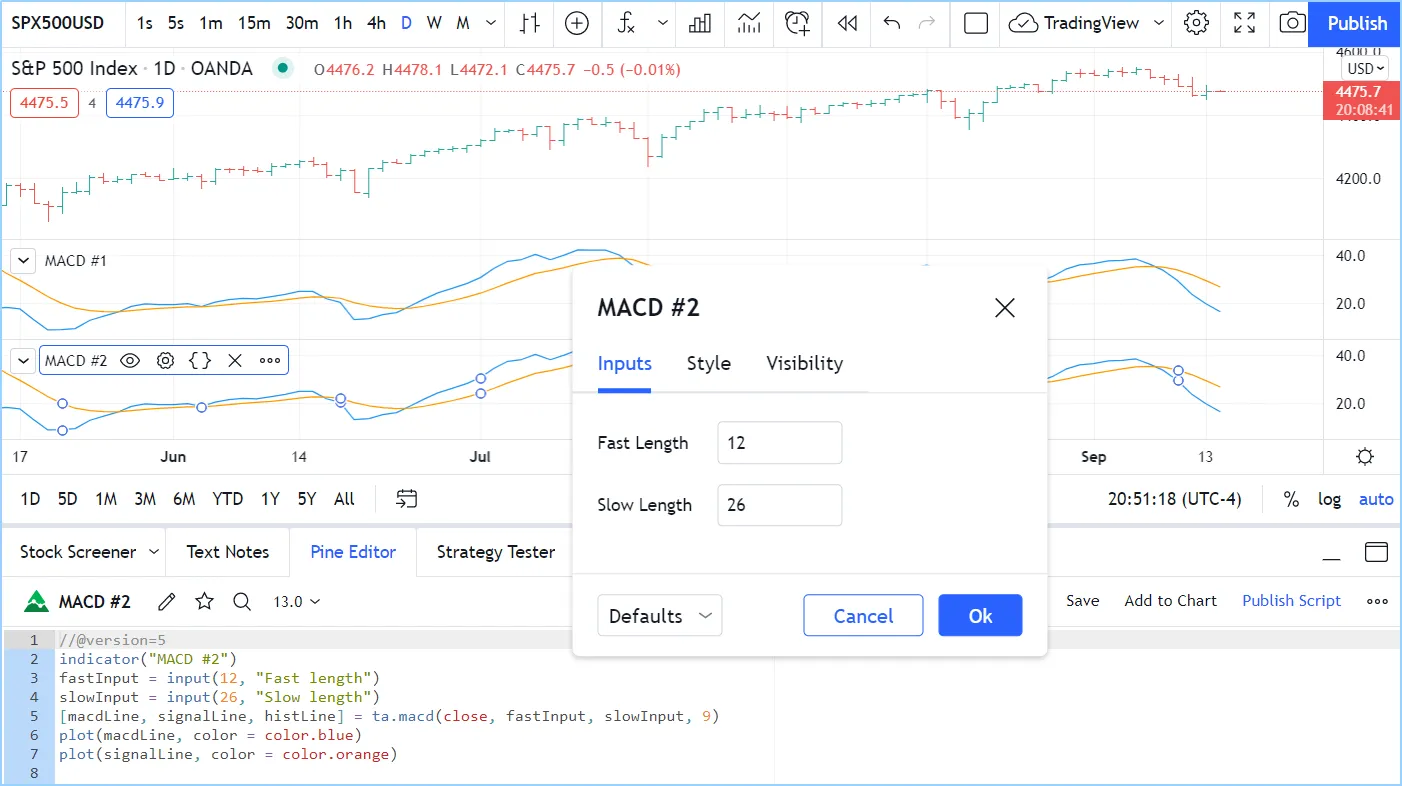 SPX500USD 1s 5s 1m 15m 30m 1h 4h D W M TradingView Publish
S&P 500 Index · 1D · OANDA O4476.2 H4478.1 L4472.1 C4475.7 −0.5 (−0.01%)
USD
4475.5 4 4475.9
4475.7
20:08:41
4200.0
MACD #1
40.0
20.0
MACD #2
40.0
20.0
17 Jun 14 Jul Sep 13
1D 5D 1M 3M 6M YTD 1Y 5Y All 20:51:18 (UTC-4) % log auto
Stock Screener Text Notes Pine Editor Strategy Tester
MACD #2 13.0 Save Add to Chart Publish Script
1 //@version=5
2 indicator("MACD #2")
3 fastInput = input(12, "Fast length")
4 slowInput = input(26, "Slow length")
5 [macdLine, signalLine, histLine] = ta.macd(close, fastInput, slowInput, 9)
6 plot(macdLine, color = color.blue)
7 plot(signalLine, color = color.orange)
8
MACD #2
Inputs Style Visibility
Fast Length 12
Slow Length 26
Defaults Cancel Ok